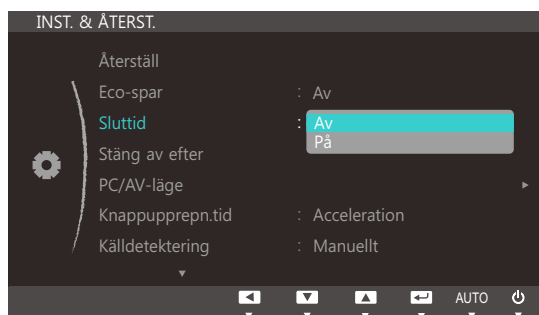 INST. & ÅTERST.
Återställ
Eco-spar : Av
Sluttid : Av
På
Stäng av efter
PC/AV-läge
Knappupprepn.tid : Acceleration
Källdetektering : Manuellt
AUTO